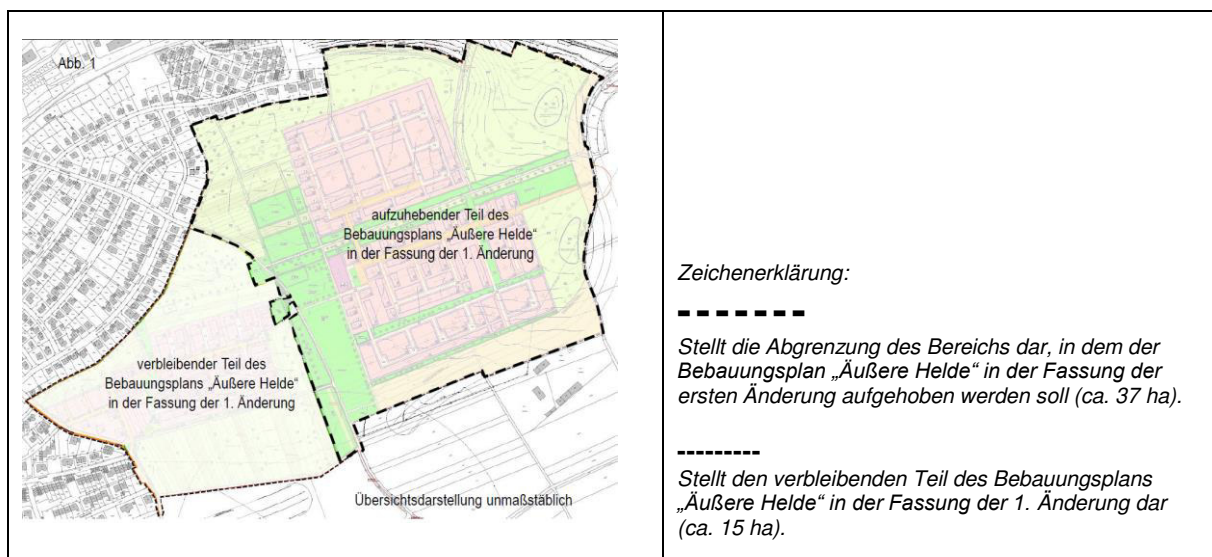 Abb. 1
aufzuhebender Teil des
Bebauungsplans „Äußere Helde“
in der Fassung der 1. Änderung
verbleibender Teil des
Bebauungsplans „Äußere Helde“
in der Fassung der 1. Änderung
Übersichtsdarstellung unmaßstäblich
Zeichenerklärung:
Stellt die Abgrenzung des Bereichs dar, in dem der
Bebauungsplan „Äußere Helde“ in der Fassung der
ersten Änderung aufgehoben werden soll (ca. 37 ha).
Stellt den verbleibenden Teil des Bebauungsplans
„Äußere Helde“ in der Fassung der 1. Änderung dar
(ca. 15 ha).